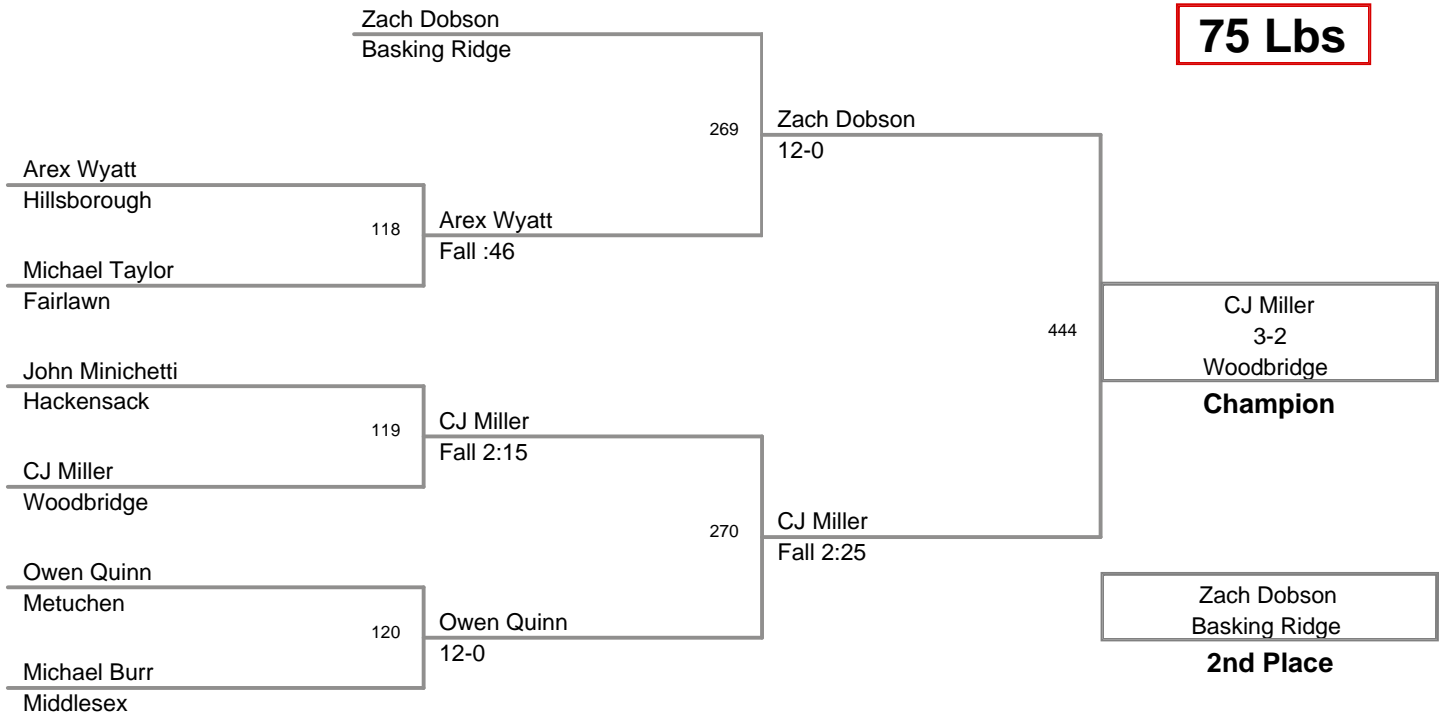 Zach Dobson
75 Lbs
Basking Ridge
269
Zach Dobson
12-0
Arex Wyatt
Hillsborough
118
Arex Wyatt
Fall :46
Michael Taylor
Fairlawn
444
CJ Miller
3-2
Woodbridge
Champion
John Minichetti
Hackensack
119
CJ Miller
Fall 2:15
CJ Miller
Woodbridge
270
CJ Miller
Fall 2:25
Owen Quinn
Metuchen
120
Owen Quinn
12-0
Michael Burr
Middlesex
Zach Dobson
Basking Ridge
2nd Place